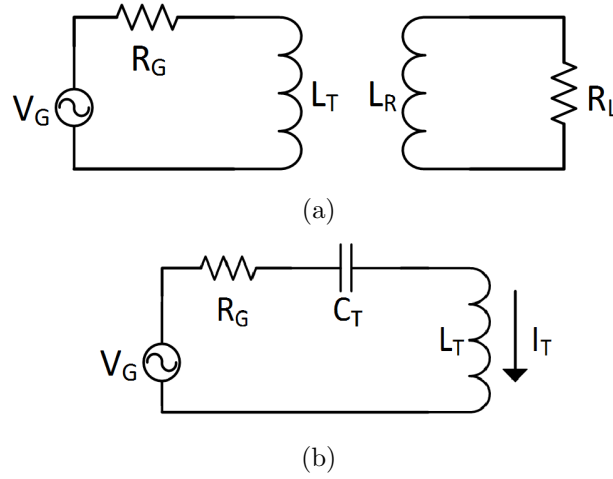 R_G
V_G
L_T
L_R
R_L
(a)
R_G
C_T
V_G
L_T
I_T
(b)